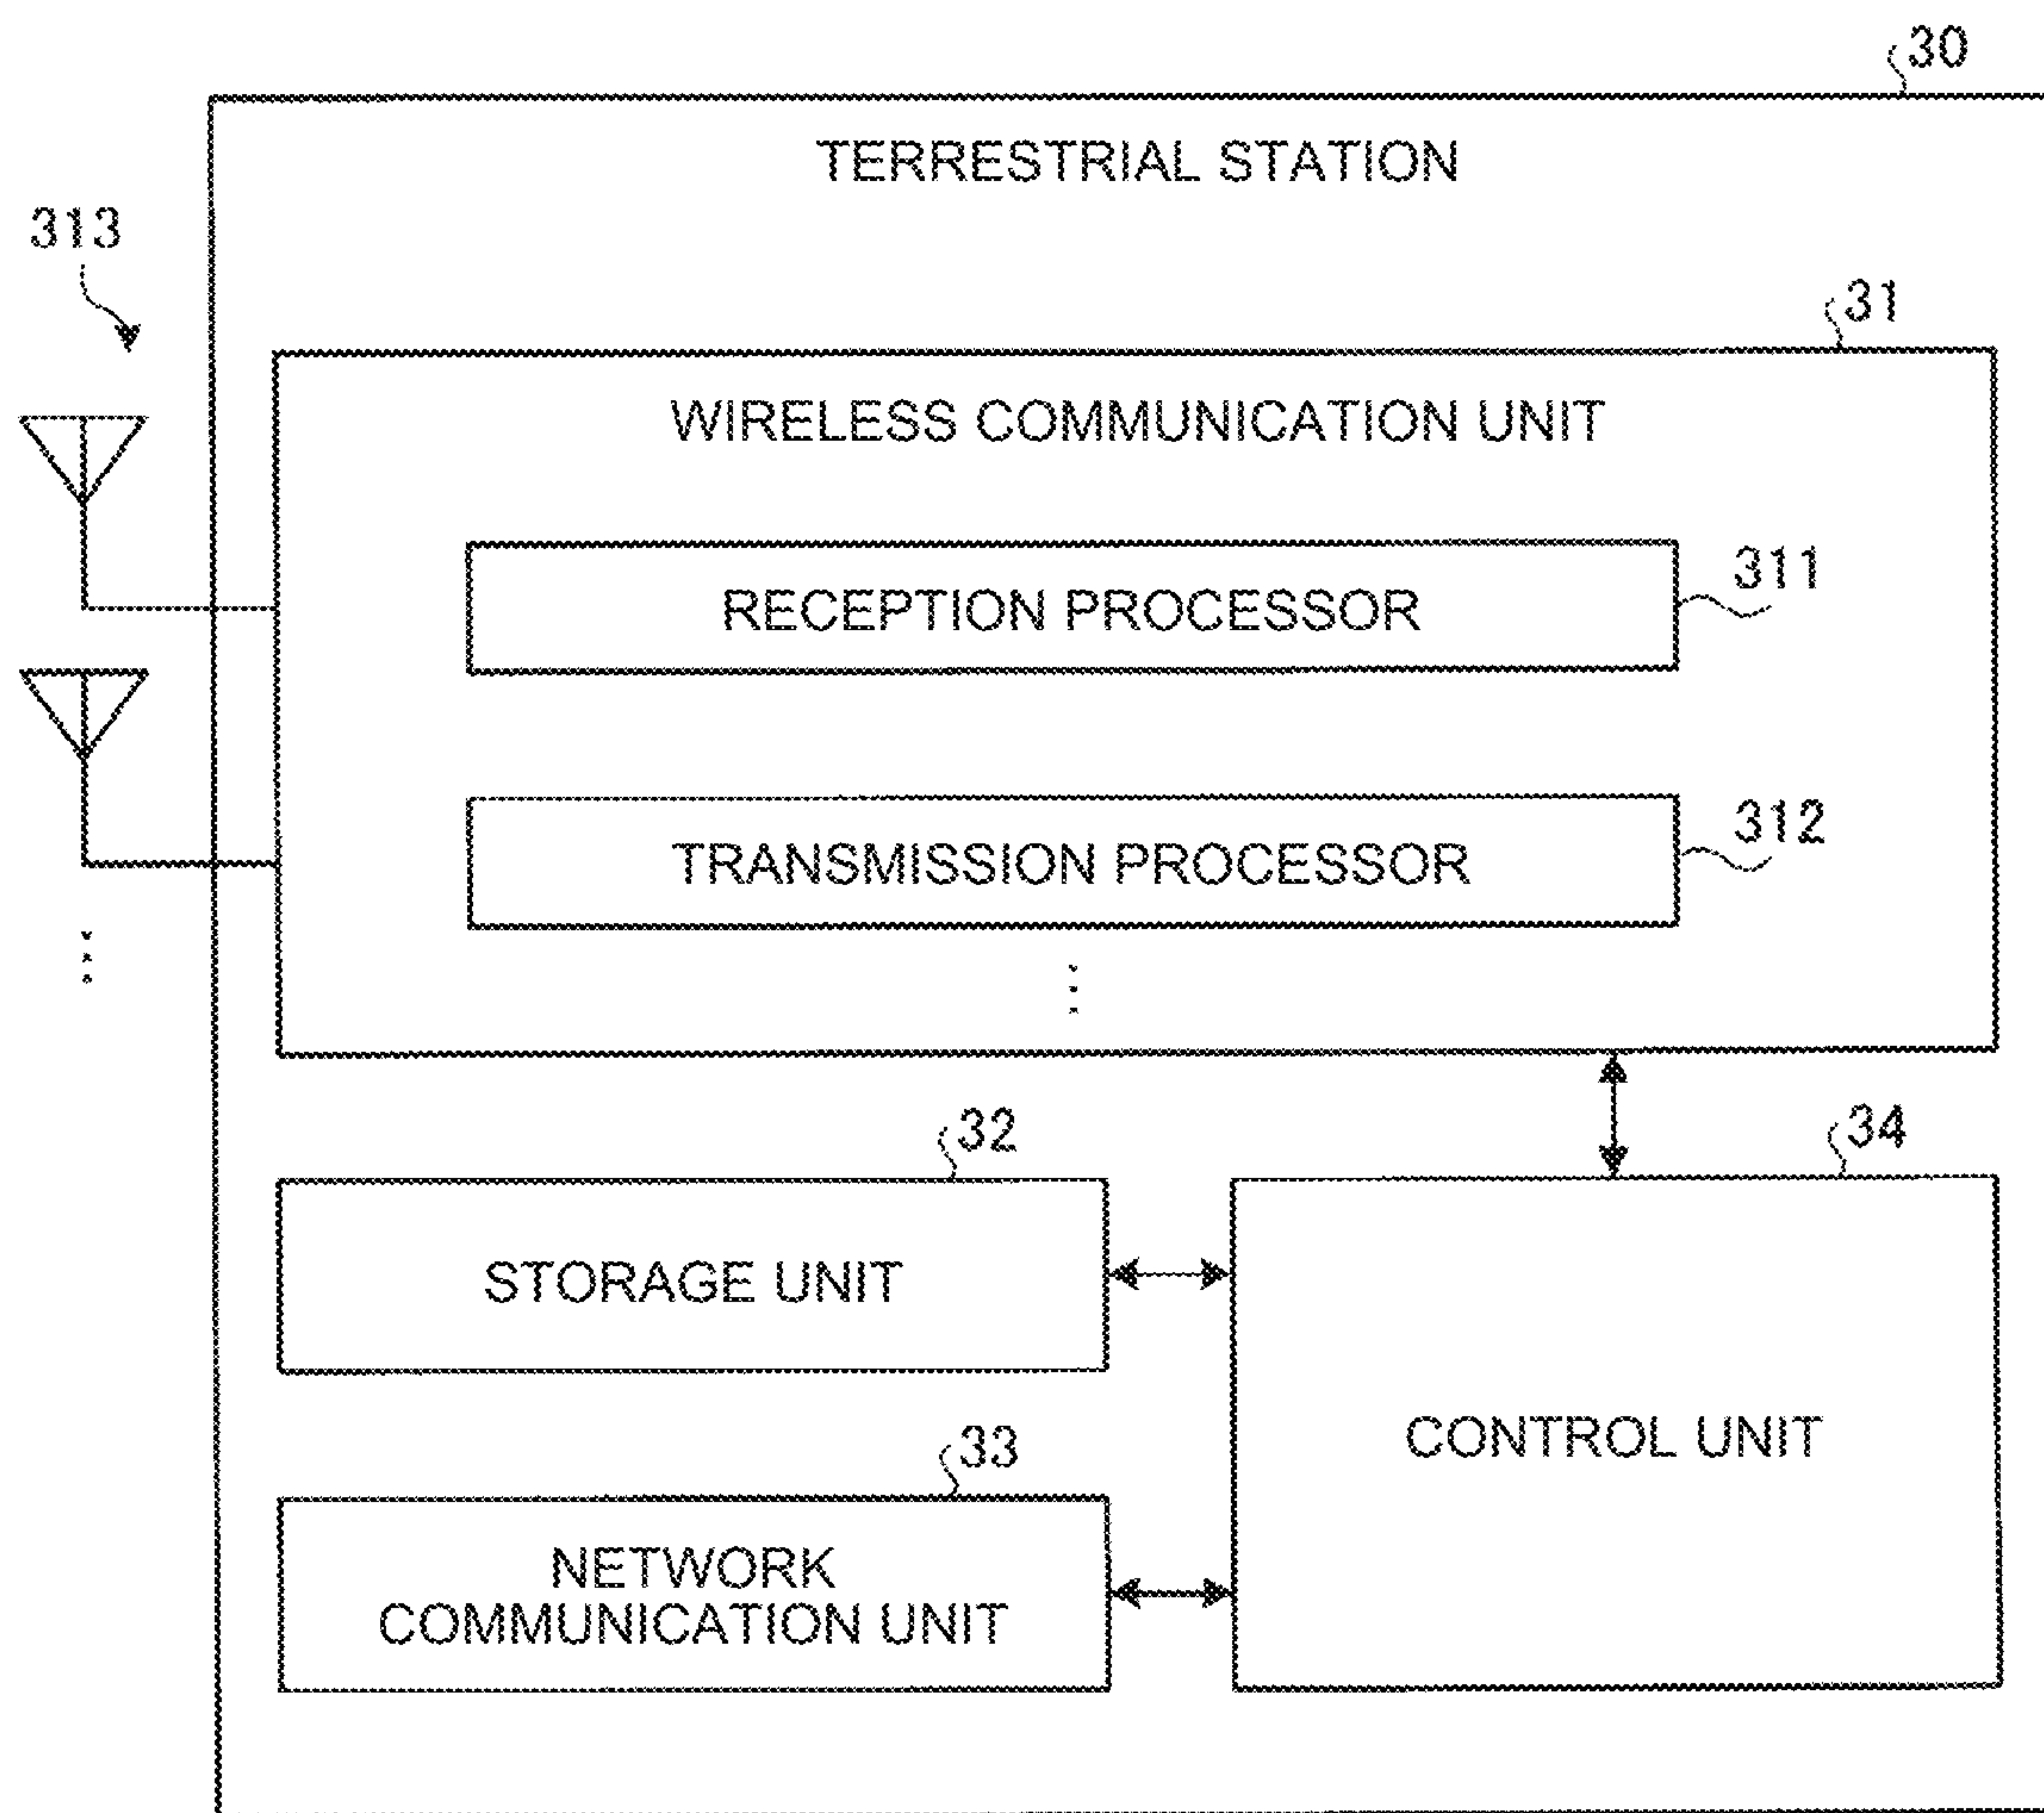 30
TERRESTRIAL STATION
313
31
WIRELESS COMMUNICATION UNIT
RECEPTION PROCESSOR
311
TRANSMISSION PROCESSOR
312
32
34
STORAGE UNIT
CONTROL UNIT
33
NETWORK
COMMUNICATION UNIT